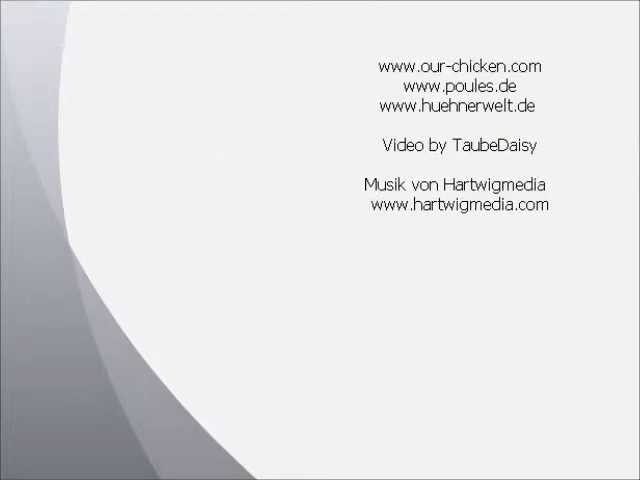 www.our-chicken.com
www.poules.de
www.huehnerwelt.de
Video by TaubeDaisy
Musik von Hartwigmedia
www.hartwigmedia.com